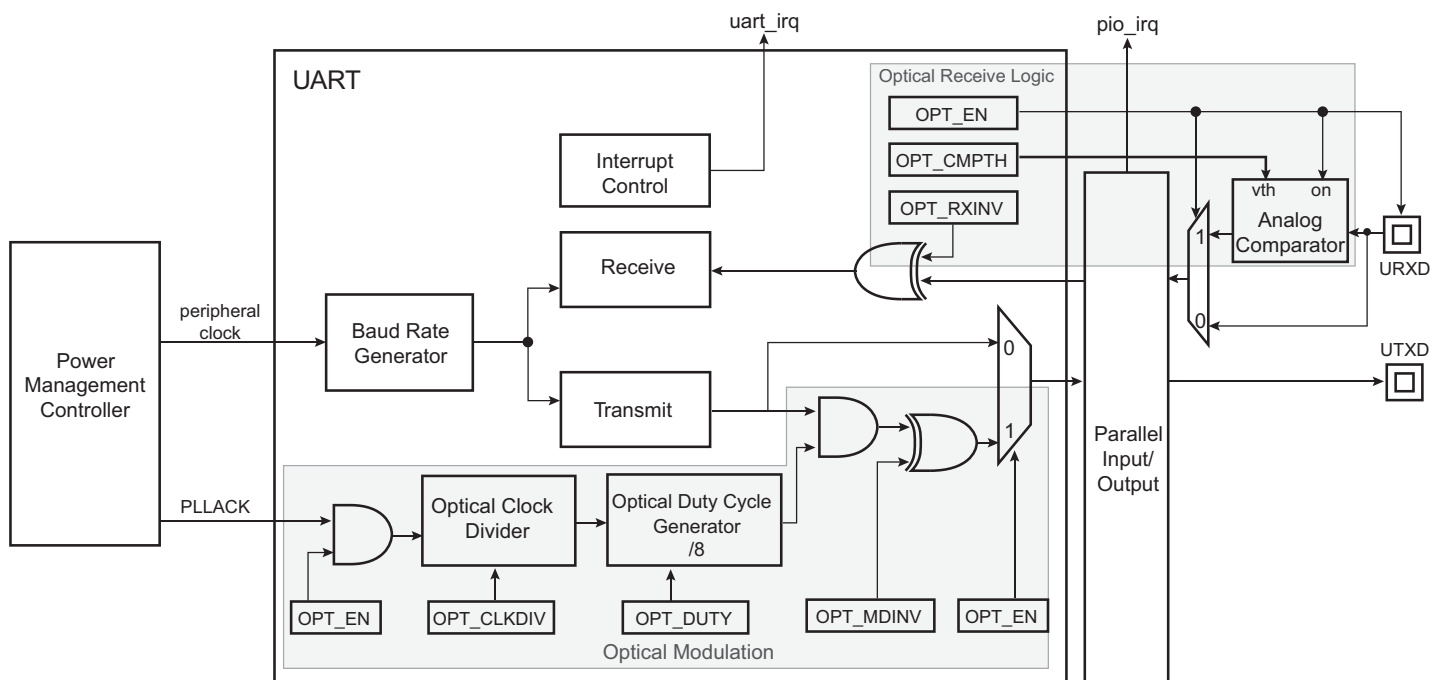 uart_irq
pio_irq
UART
Optical Receive Logic
OPT_EN
OPT_CMPTH
OPT_RXINV
vth
on
Analog
Comparator
1
0
URXD
UTXD
Interrupt
Control
Receive
peripheral
clock
Baud Rate
Generator
Power
Management
Controller
Transmit
0
1
Parallel
Input/
Output
PLLACK
Optical Clock
Divider
Optical Duty Cycle
Generator
/8
OPT_EN
OPT_CLKDIV
OPT_DUTY
OPT_MDINV
OPT_EN
Optical Modulation